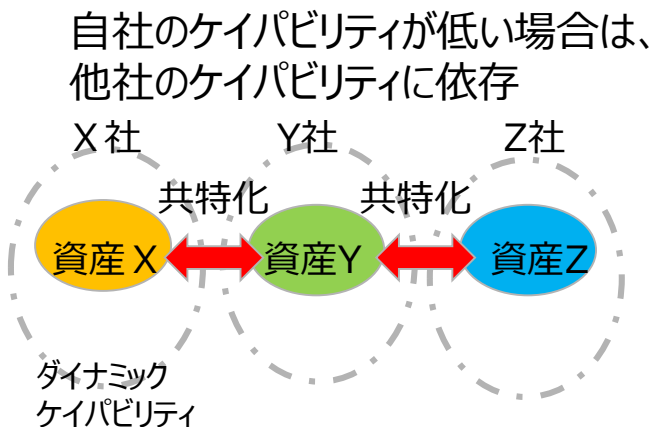 自社のケイパビリティが低い場合は、
他社のケイパビリティに依存
X社 Y社 Z社
共特化 共特化
資産X 資産Y 資産Z
ダイナミック
ケイパビリティ